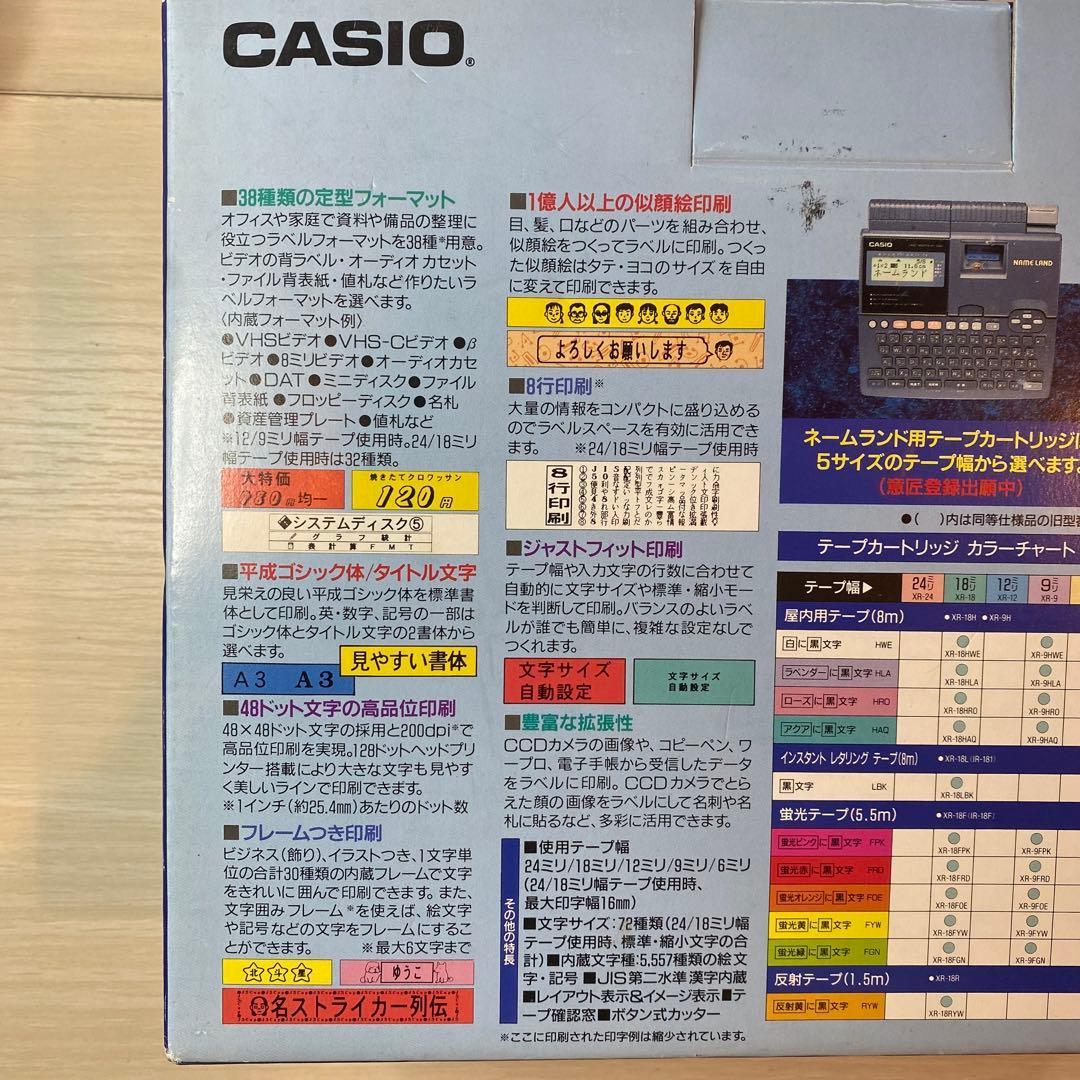 CASIO®
■38種類の定型フォーマット
オフィスや家庭で資料や備品の整理に
役立つラベルフォーマットを38種※用意。
ビデオの背ラベル・オーディオカセット
・ファイル背表紙・値札など作りたいラ
ベルフォーマットを選べます。
〈内蔵フォーマット例〉
●VHSビデオ●VHS-Cビデオ●β
ビデオ●8ミリビデオ●オーディオカセ
ット●DAT●ミニディスク●ファイル
背表紙●フロッピーディスク●名札
●資産管理プレート●値札など
※12/9ミリ幅テープ使用時。24/18ミリ
幅テープ使用時は32種類。
大特価
730円均一
焼きたてクロワッサン
120円
システムディスク⑤
グラフ統計
表計算FMT
■平成ゴシック体/タイトル文字
見栄えの良い平成ゴシック体を標準書
体として印刷。英・数字、記号の一部は
ゴシック体とタイトル文字の2書体から
選べます。
見やすい書体
A3 A3
■48ドット文字の高品位印刷
48×48ドット文字の採用と200dpi※で
高品位印刷を実現。128ドットヘッドプリ
ンター搭載により大きな文字も見やす
く美しいラインで印刷できます。
※1インチ(約25.4mm)あたりのドット数
■フレームつき印刷
ビジネス(飾り)、イラストつき、1文字単
位の合計30種類の内蔵フレームで文字
をきれいに囲んで印刷できます。また、
文字囲みフレーム※を使えば、絵文字
や記号などの文字をフレームにするこ
とができます。 ※最大6文字まで
北斗星
ゆうこ
名ストライカー列伝
■1億人以上の似顔絵印刷
目、髪、口などのパーツを組み合わせ、
似顔絵をつくってラベルに印刷。つくっ
た似顔絵はタテ・ヨコのサイズを自由
に変えて印刷できます。
よろしくお願いします
■8行印刷※
大量の情報をコンパクトに盛り込める
のでラベルスペースを有効に活用でき
ます。 ※24/18ミリ幅テープ使用時
8行印刷
■ジャストフィット印刷
テープ幅や入力文字の行数に合わせて
自動的に文字サイズや標準・縮小モー
ドを判断して印刷。バランスのよいラベ
ルが誰でも簡単に、複雑な設定なしで
つくれます。
文字サイズ
自動設定
文字サイズ
自動設定
■豊富な拡張性
CCDカメラの画像や、コピーペン、ワ
ープロ、電子手帳から受信したデータ
をラベルに印刷。CCDカメラでとら
えた顔の画像をラベルにして名刺や名
札に貼るなど、多彩に活用できます。
その他の特長
■使用テープ幅
24ミリ/18ミリ/12ミリ/9ミリ/6ミリ
(24/18ミリ幅テープ使用時、
最大印字幅16mm)
■文字サイズ:72種類(24/18ミリ幅
テープ使用時、標準・縮小文字の合
計)■内蔵文字種:5,557種類の絵文
字・記号■JIS第二水準漢字内蔵
■レイアウト表示&イメージ表示■テ
ープ確認窓■ボタン式カッター
※ここに印刷された印字例は縮少されています。
CASIO
ネームランド
NAME LAND
ネームランド用テープカートリッジは
5サイズのテープ幅から選べます。
(意匠登録出願中)
●( )内は同等仕様品の旧型番
テープカートリッジ カラーチャート
テープ幅▶ 24ミリ XR-24 18ミリ XR-18 12ミリ XR-12 9ミリ XR-9
屋内用テープ(8m) ●XR-18H ●XR-9H
白に黒文字 HWE XR-18HWE XR-9HWE
ラベンダーに黒文字 HLA XR-18HLA XR-9HLA
ローズに黒文字 HRO XR-18HRO XR-9HRO
アクアに黒文字 HAQ XR-18HAQ XR-9HAQ
インスタント レタリング テープ(8m) ●XR-18L (IR-181)
黒文字 LBK XR-18LBK
蛍光テープ(5.5m) ●XR-18F (IR-18F)
蛍光ピンクに黒文字 FPK XR-18FPK XR-9FPK
蛍光赤に黒文字 FRD XR-18FRD XR-9FRD
蛍光オレンジに黒文字 FOE XR-18FOE XR-9FOE
蛍光黄に黒文字 FYW XR-18FYW XR-9FYW
蛍光緑に黒文字 FGN XR-18FGN XR-9FGN
反射テープ(1.5m) ●XR-18R
反射黄に黒文字 RYW XR-18RYW